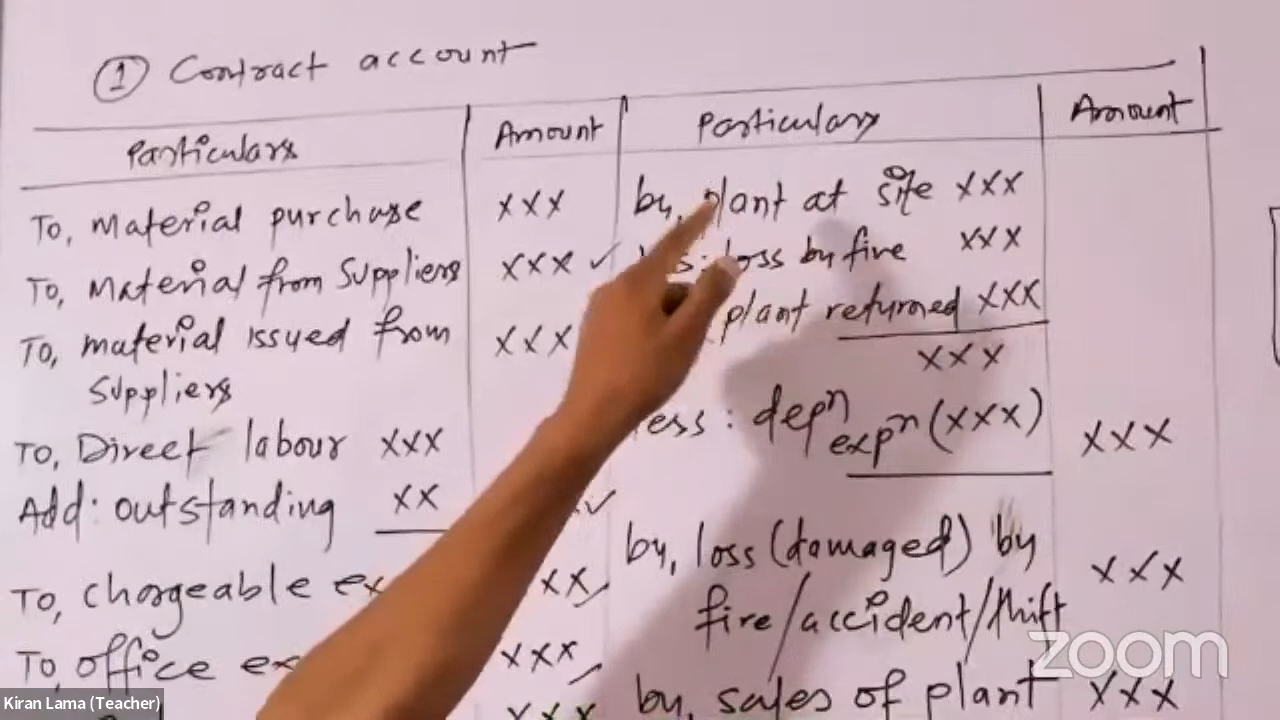 ① Contract account
Particulars Amount Particulars Amount
To, Material purchase xxx by, plant at site xxx
To, Material from Suppliers xxx ✓ loss by fire xxx
To, material issued from xxx plant returned xxx
Suppliers xxx
To, Direct labour xxx less: depⁿ expⁿ (xxx) xxx
Add: outstanding xx ✓
by, loss (damaged) by xxx
To, chargeable ex xx fire/accident/thift
To, office ex xxx
by, sales of plant xxx
xxx
zoom
Kiran Lama (Teacher)